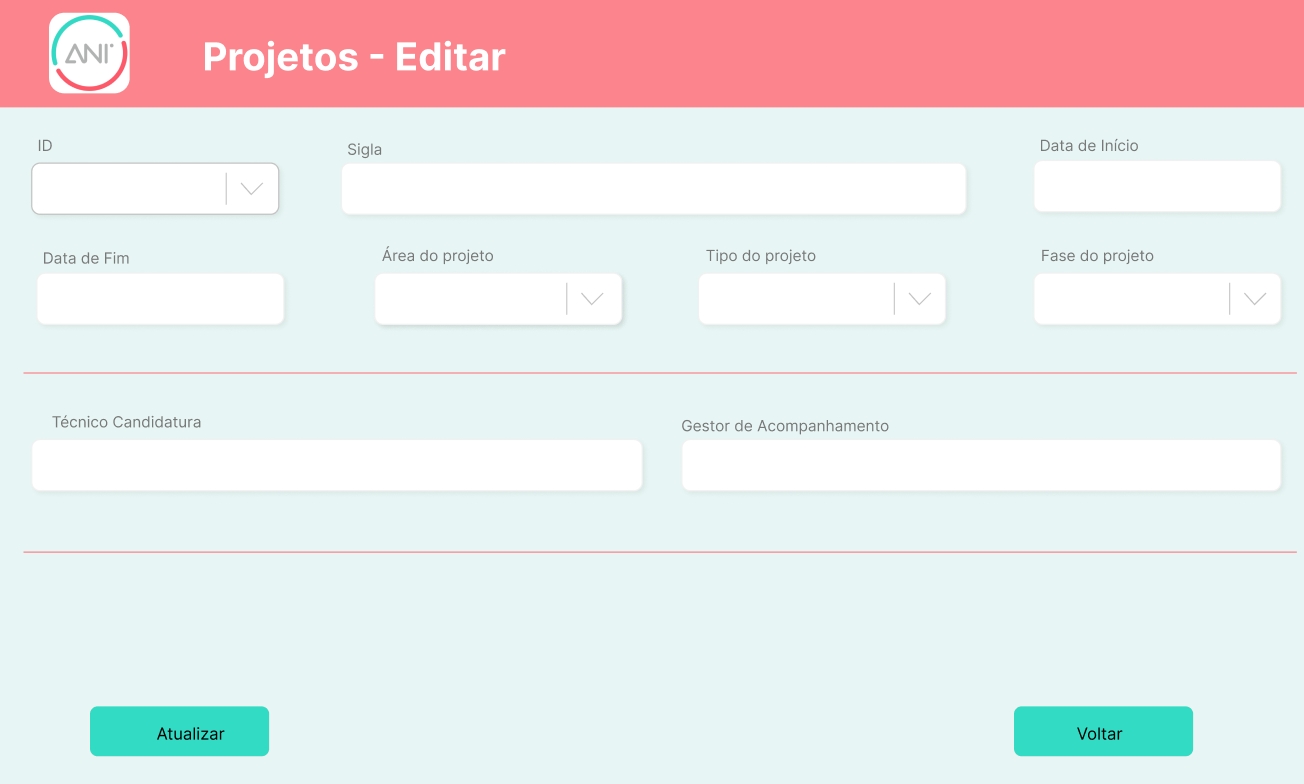 ANI
Projetos - Editar
ID
Sigla
Data de Início
Data de Fim
Área do projeto
Tipo do projeto
Fase do projeto
Técnico Candidatura
Gestor de Acompanhamento
Atualizar
Voltar